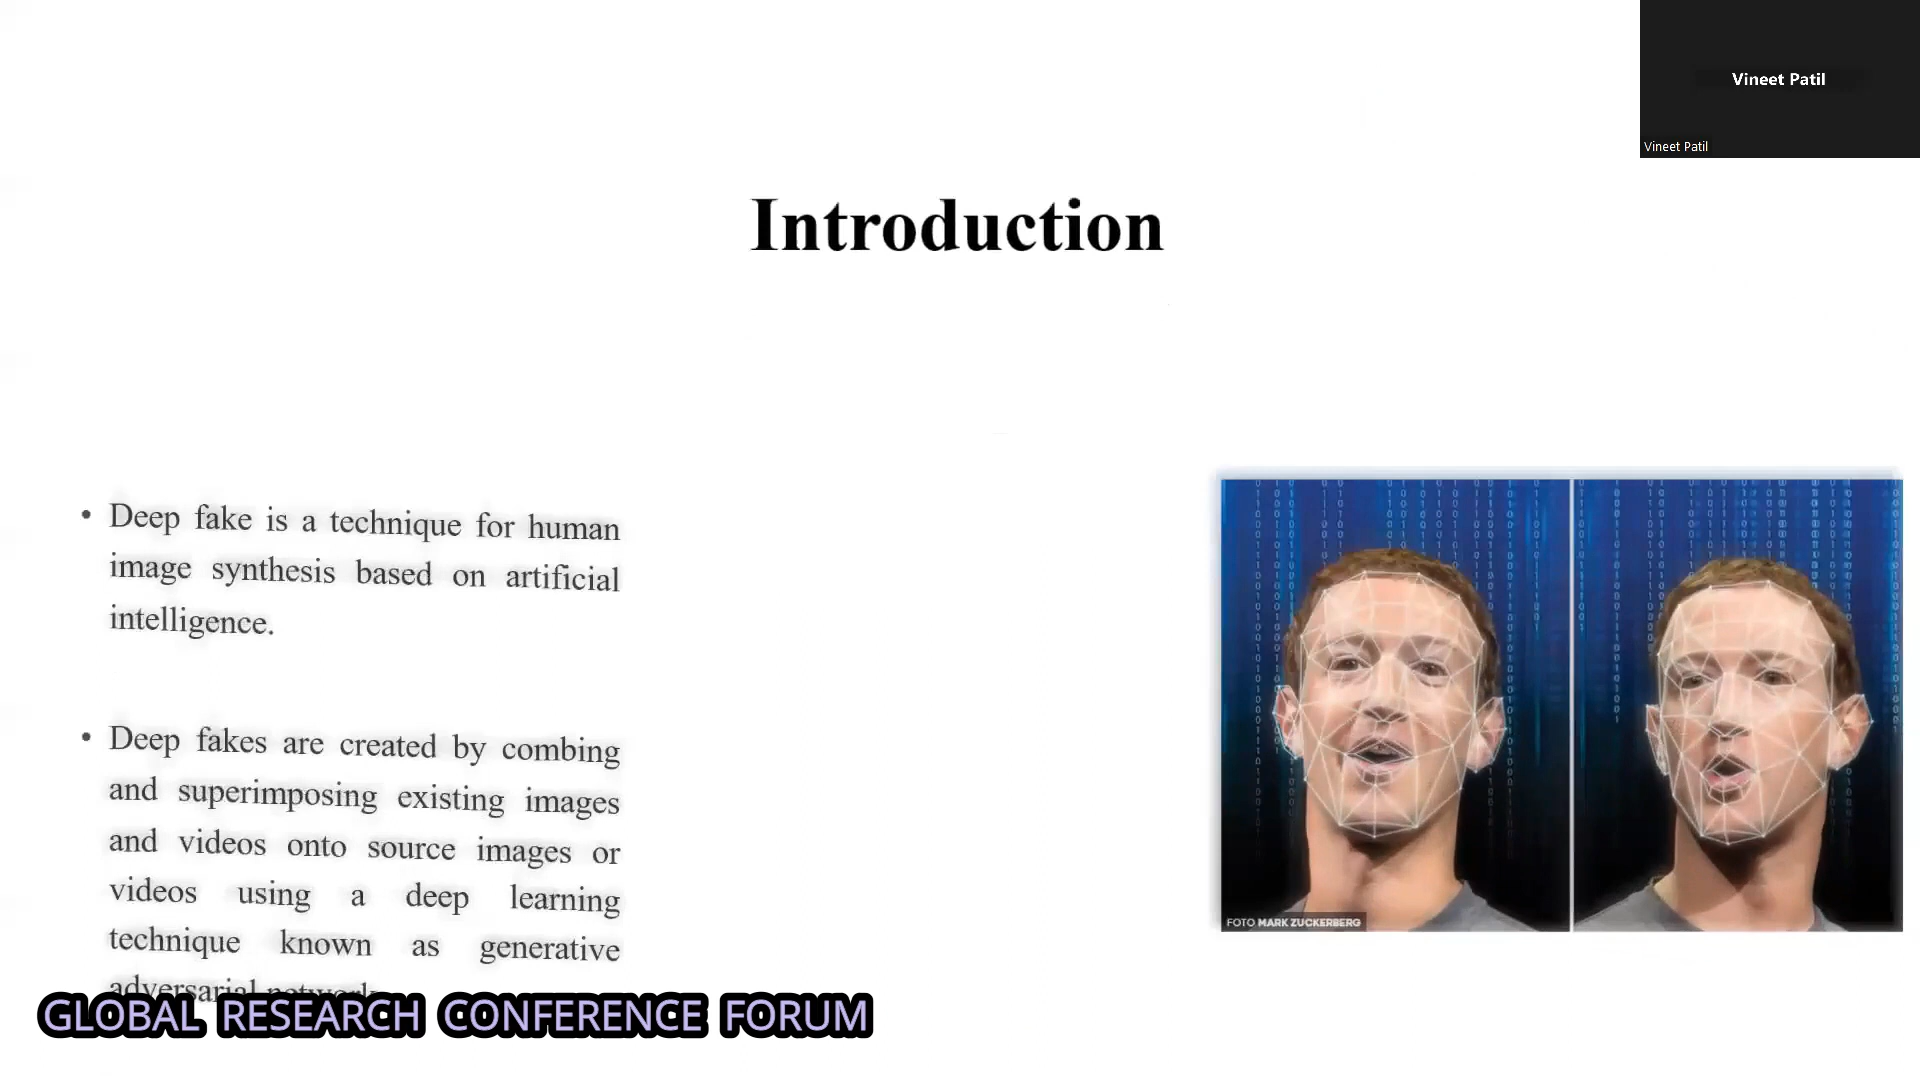 Vineet Patil
Vineet Patil
Introduction
• Deep fake is a technique for human
image synthesis based on artificial
intelligence.
• Deep fakes are created by combing
and superimposing existing images
and videos onto source images or
videos using a deep learning
technique known as generative
adversarial network
FOTO MARK ZUCKERBERG
GLOBAL RESEARCH CONFERENCE FORUM